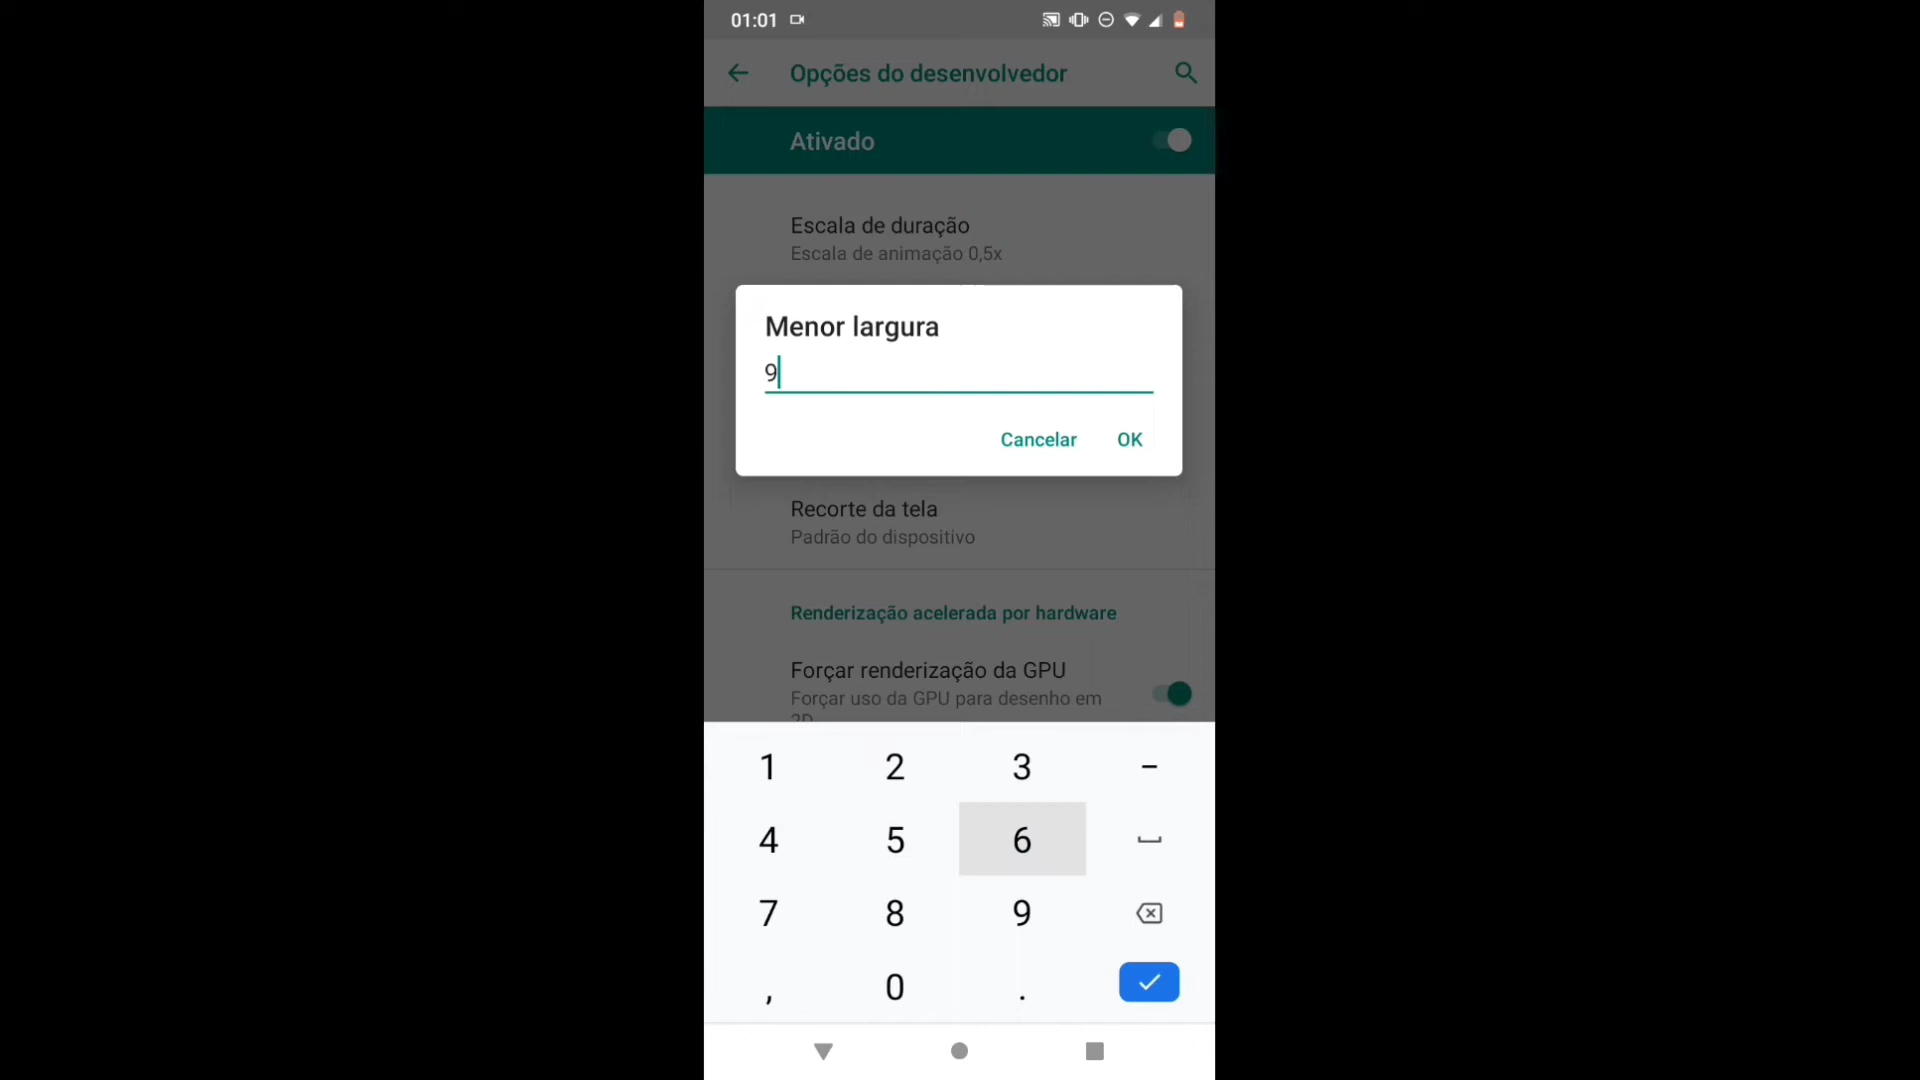 01:01
Opções do desenvolvedor
Ativado
Escala de duração
Escala de animação 0,5x
Menor largura
9
Cancelar OK
Recorte da tela
Padrão do dispositivo
Renderização acelerada por hardware
Forçar renderização da GPU
Forçar uso da GPU para desenho em
2D
1 2 3 -
4 5 6
7 8 9
, 0 .